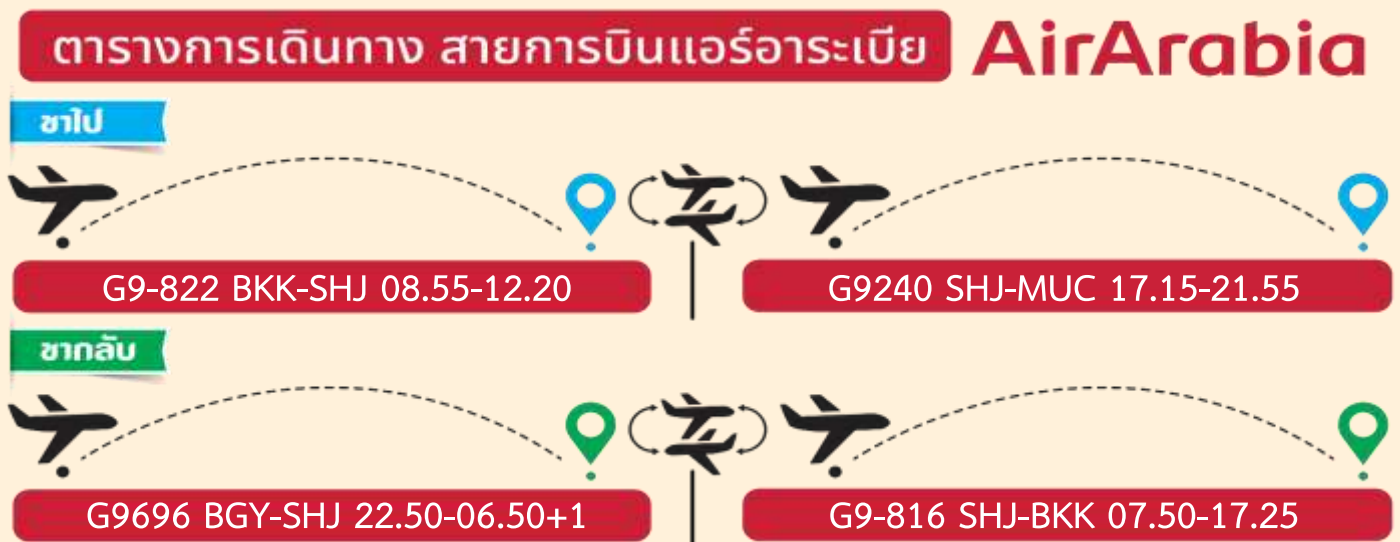 ตารางการเดินทาง สายการบินแอร์อาระเบีย AirArabia
ขาไป
G9-822 BKK-SHJ 08.55-12.20
G9240 SHJ-MUC 17.15-21.55
ขากลับ
G9696 BGY-SHJ 22.50-06.50+1
G9-816 SHJ-BKK 07.50-17.25